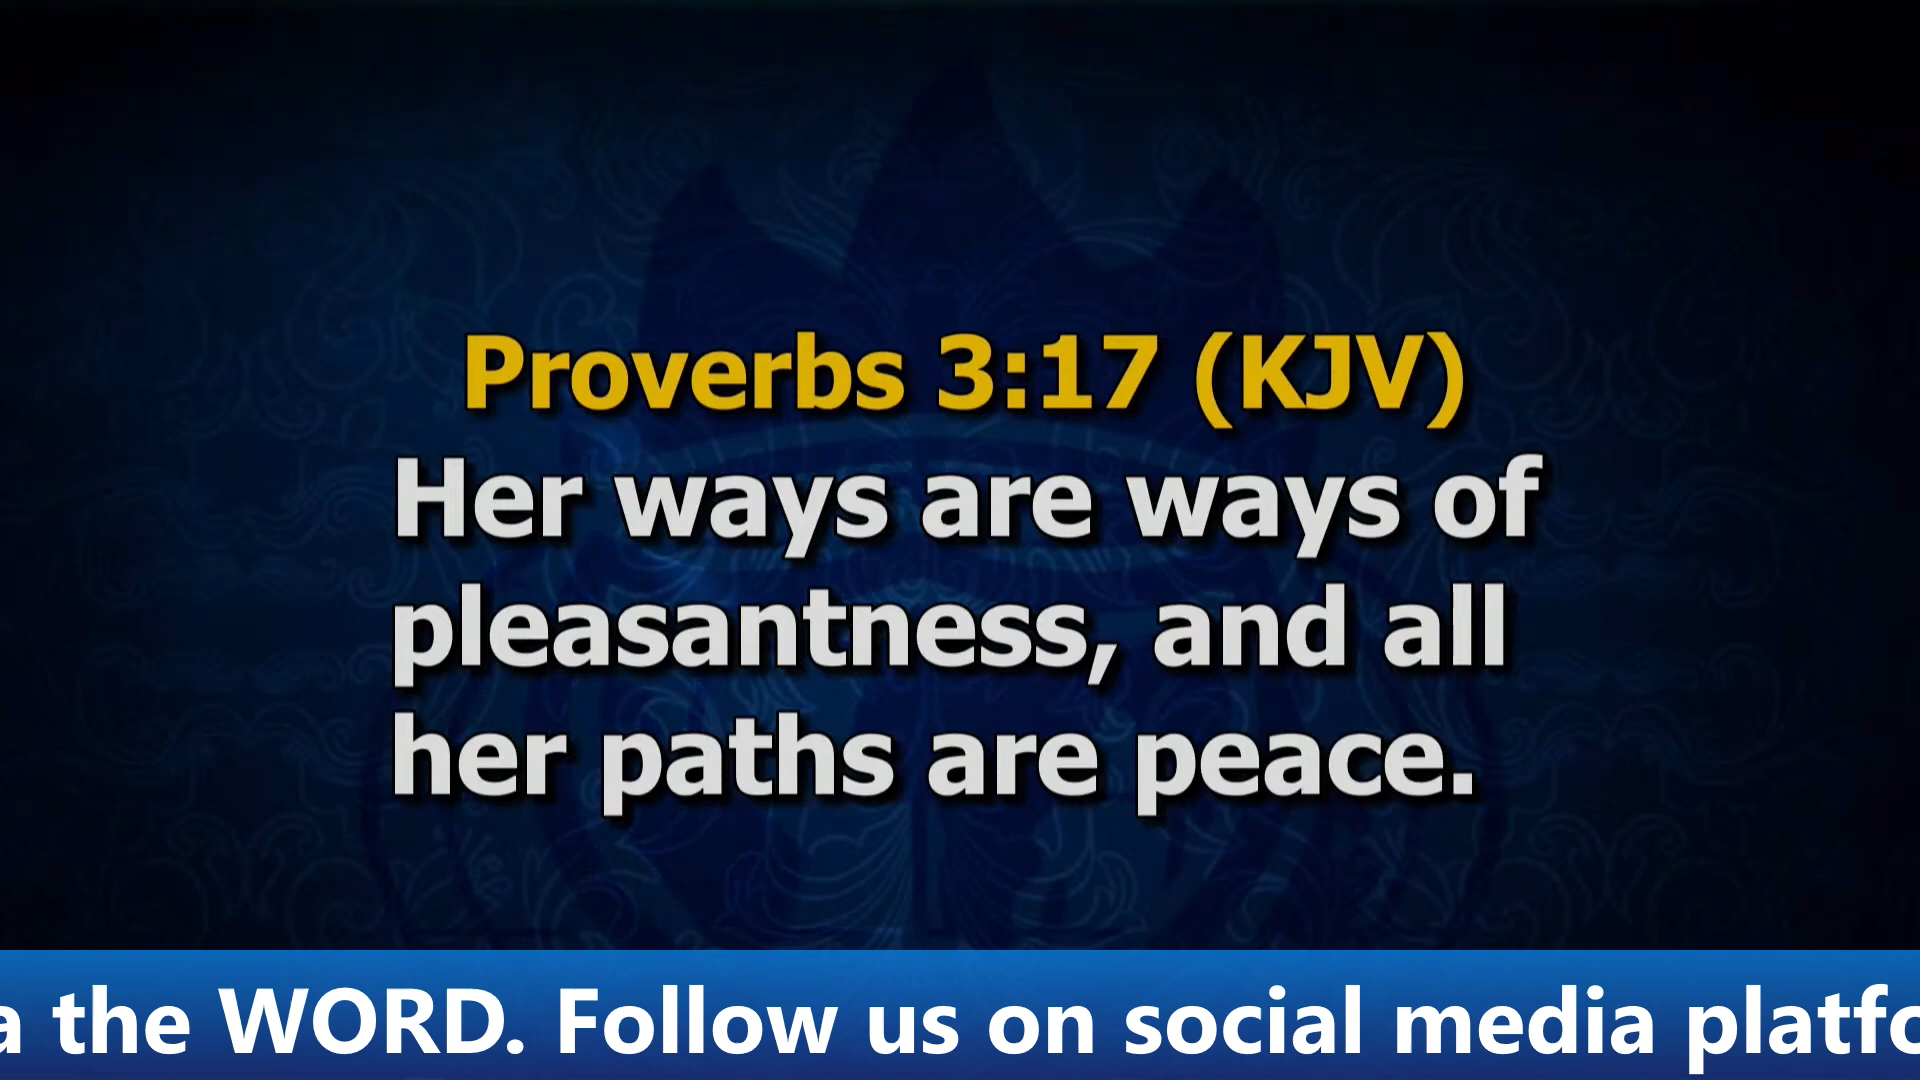 Proverbs 3:17 (KJV)
Her ways are ways of
pleasantness, and all
her paths are peace.
the WORD. Follow us on social media